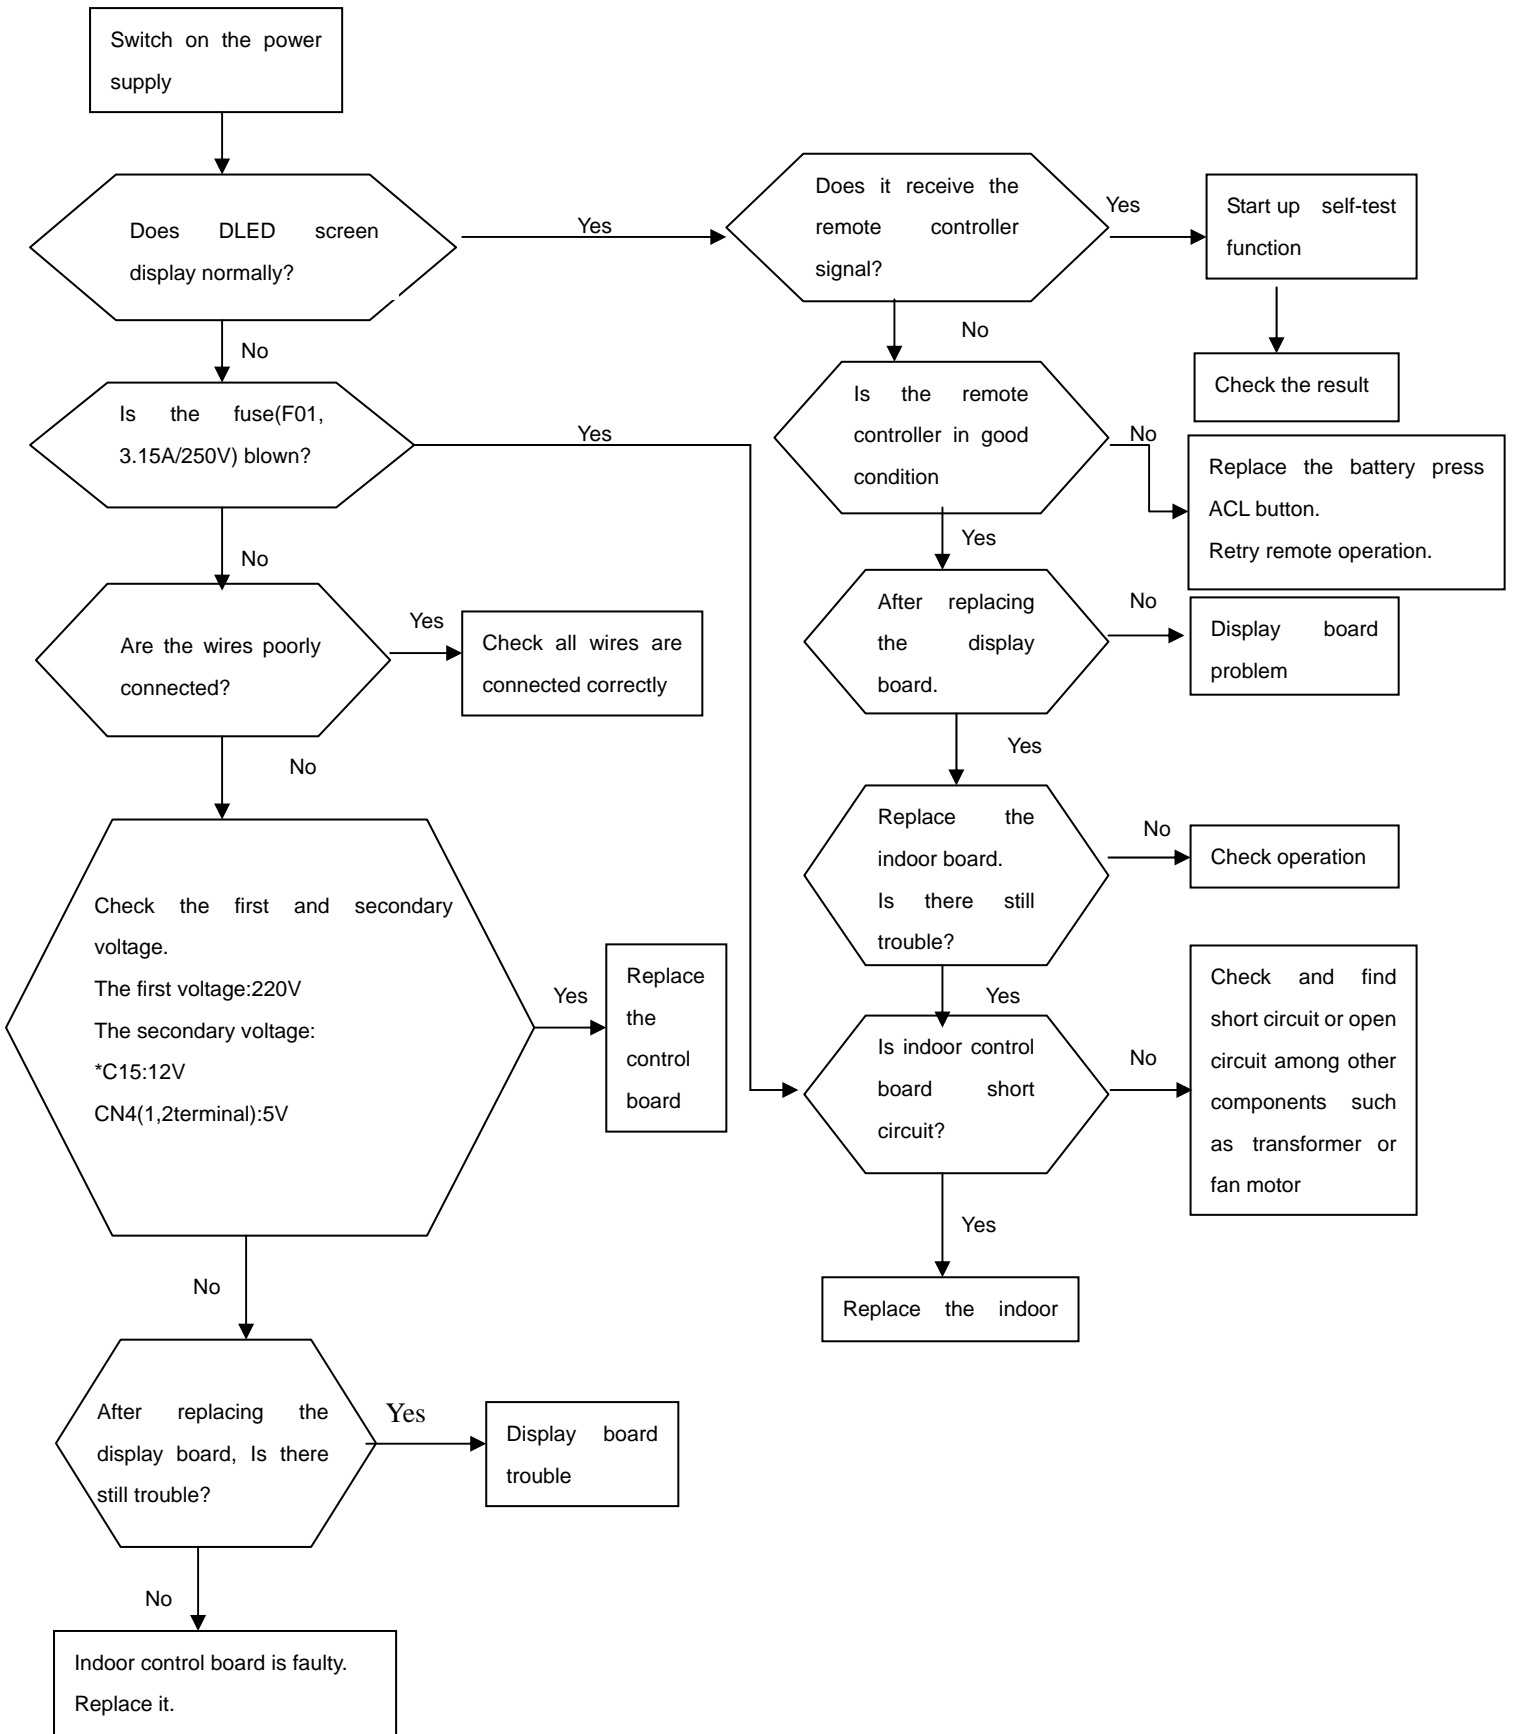 Switch on the power
supply
Does DLED screen
display normally?
Yes
Does it receive the
remote controller
signal?
Yes
Start up self-test
function
No
No
Check the result
Is the fuse(F01,
3.15A/250V) blown?
Yes
Is the remote
controller in good
condition
No
Replace the battery press
ACL button.
Retry remote operation.
No
Yes
Are the wires poorly
connected?
Yes
Check all wires are
connected correctly
After replacing
the display
board.
No
Display board
problem
No
Yes
Replace the
indoor board.
Is there still
trouble?
No
Check operation
Check the first and secondary
voltage.
The first voltage:220V
The secondary voltage:
*C15:12V
CN4(1,2terminal):5V
Yes
Replace
the
control
board
Yes
Is indoor control
board short
circuit?
No
Check and find
short circuit or open
circuit among other
components such
as transformer or
fan motor
Yes
Replace the indoor
No
After replacing the
display board, Is there
still trouble?
Yes
Display board
trouble
No
Indoor control board is faulty.
Replace it.